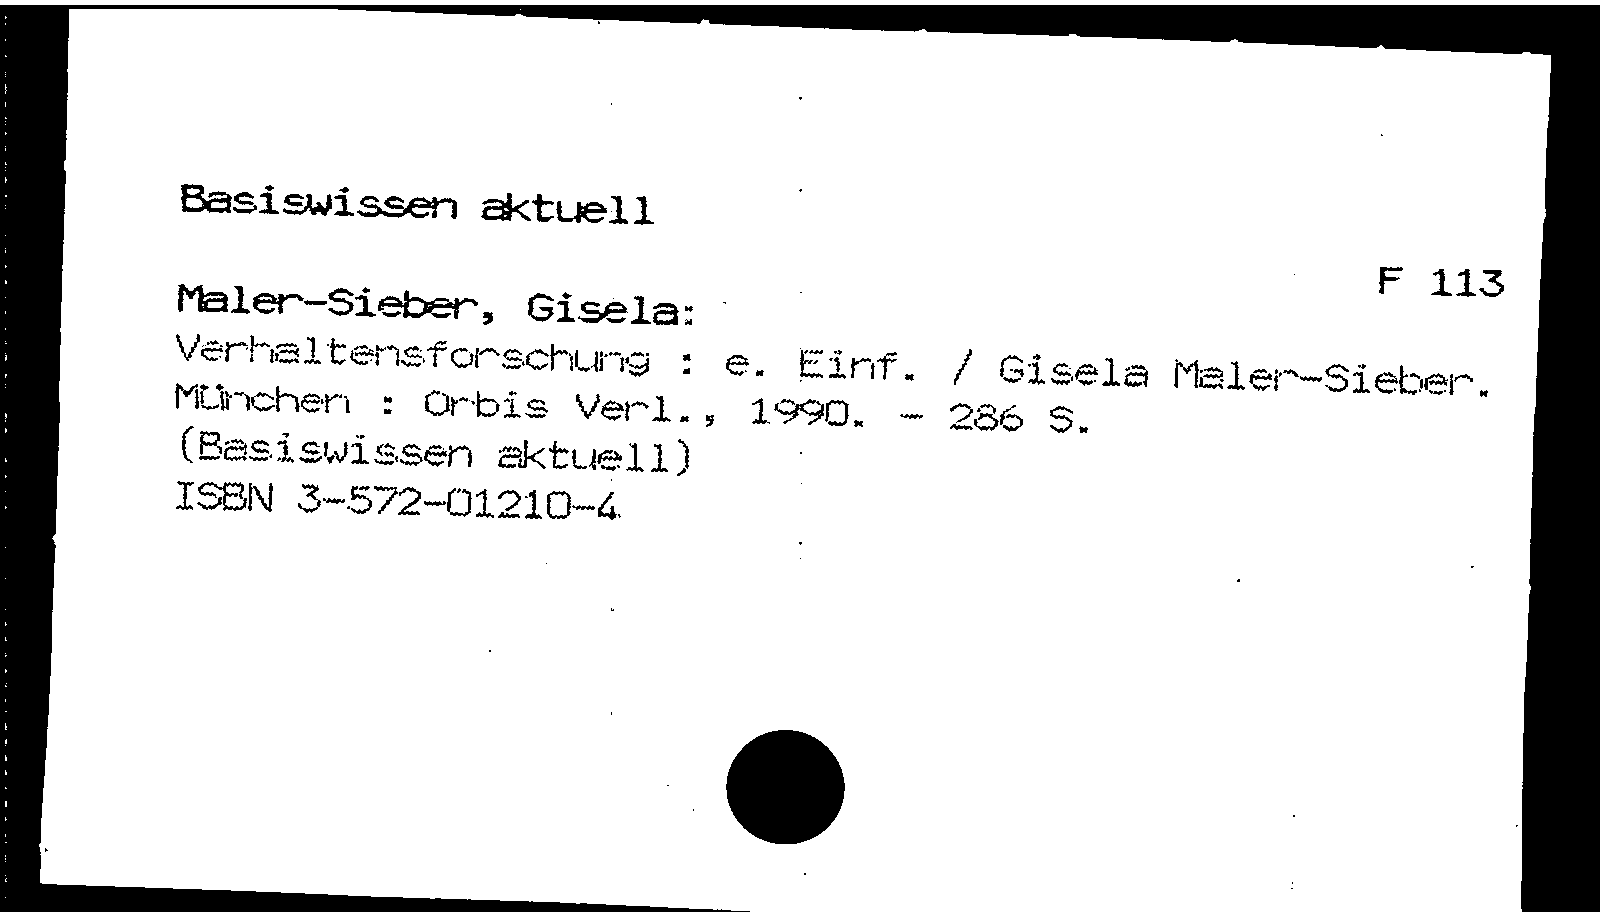 Basiswissen aktuell
F 113
Maler-Sieber, Gisela:
Verhaltensforschung : e. Einf. / Gisela Maler-Sieber.
München : Orbis Verl., 1990. - 286 S.
(Basiswissen aktuell)
ISBN 3-572-01210-4